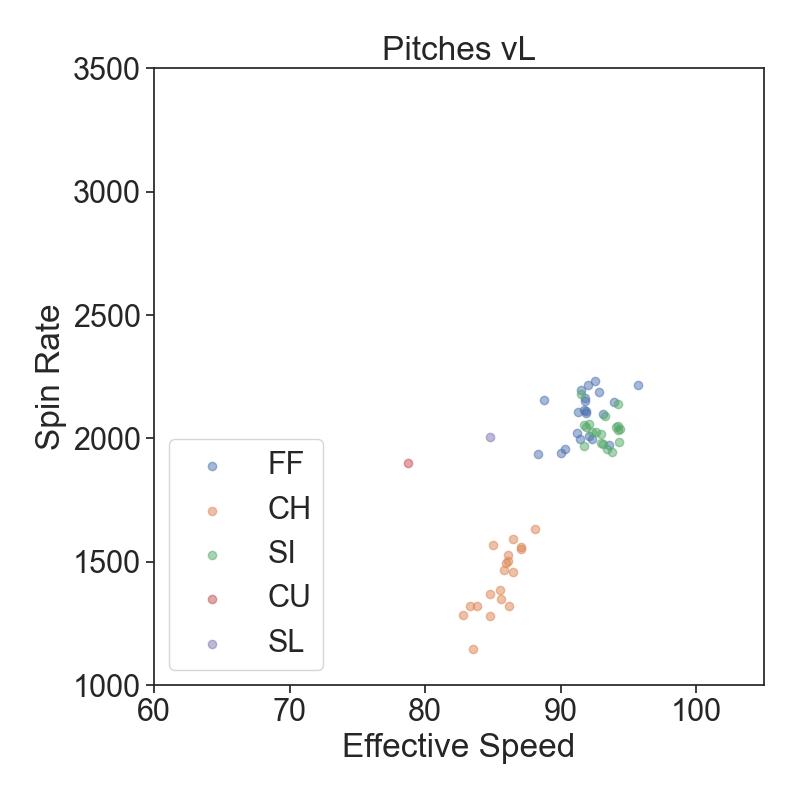 Pitches vL
3500
3000
2500
2000
1500
1000
Spin Rate
FF
CH
SI
CU
SL
60 70 80 90 100
Effective Speed